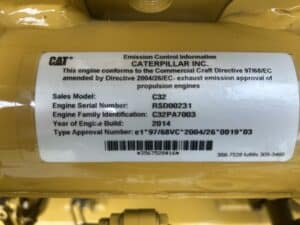 CAT
Emission Control Information
CATERPILLAR INC.
This engine conforms to the Commercial Craft Directive 97/68/EC
amended by Directive 2004/26/EC- exhaust emission approval of
propulsion engines
Sales Model: C32
Engine Serial Number: RSD00231
Engine Family Identification: C32PA7003
Year of Engine Build: 2014
Type Approval Number: e1*97/68VC*2004/26*0019*03